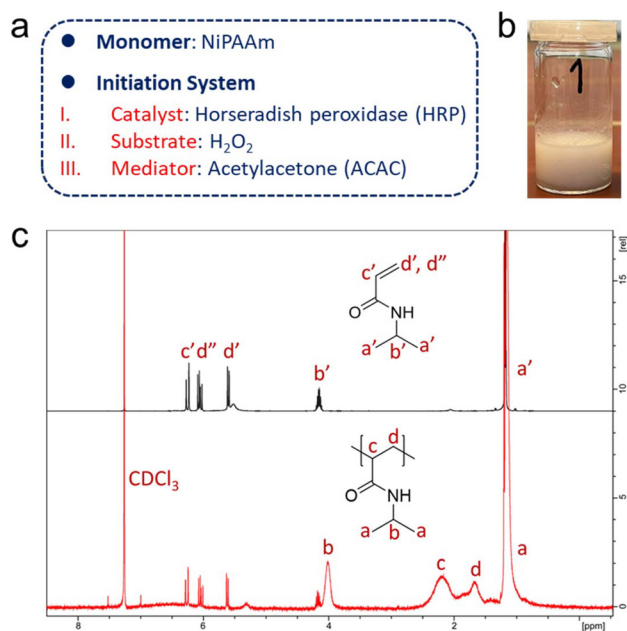 a
● Monomer: NiPAAm
● Initiation System
I. Catalyst: Horseradish peroxidase (HRP)
II. Substrate: H₂O₂
III. Mediator: Acetylacetone (ACAC)
b
1
c
[rel]
15
10
5
0
c' d', d''
O NH
a' b' a'
c' d'' d' b' a'
CDCl₃
c d
O NH
a b a
b c d a
8 6 4 2 [ppm]